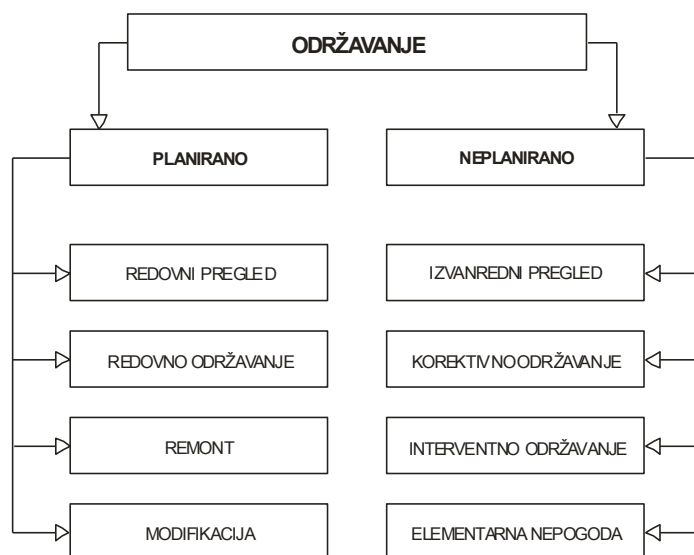 ODRŽAVANJE
PLANIRANO
NEPLANIRANO
REDOVNI PREGLED
IZVANREDNI PREGLED
REDOVNO ODRŽAVANJE
KOREKTIVNO ODRŽAVANJE
REMONT
INTERVENTNO ODRŽAVANJE
MODIFIKACIJA
ELEMENTARNA NEPOGODA